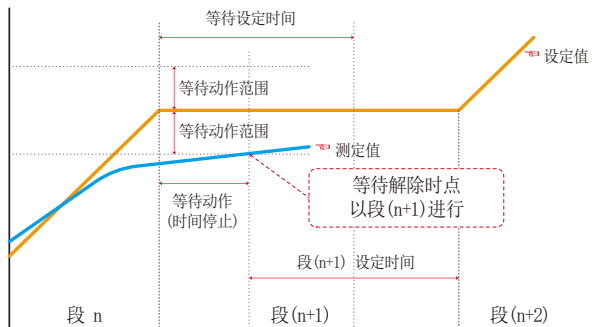 等待设定时间
☜ 设定值
等待动作范围
等待动作范围
☜ 测定值
等待解除时点
以段(n+1)进行
等待动作
(时间停止)
段(n+1) 设定时间
段 n
段(n+1)
段(n+2)